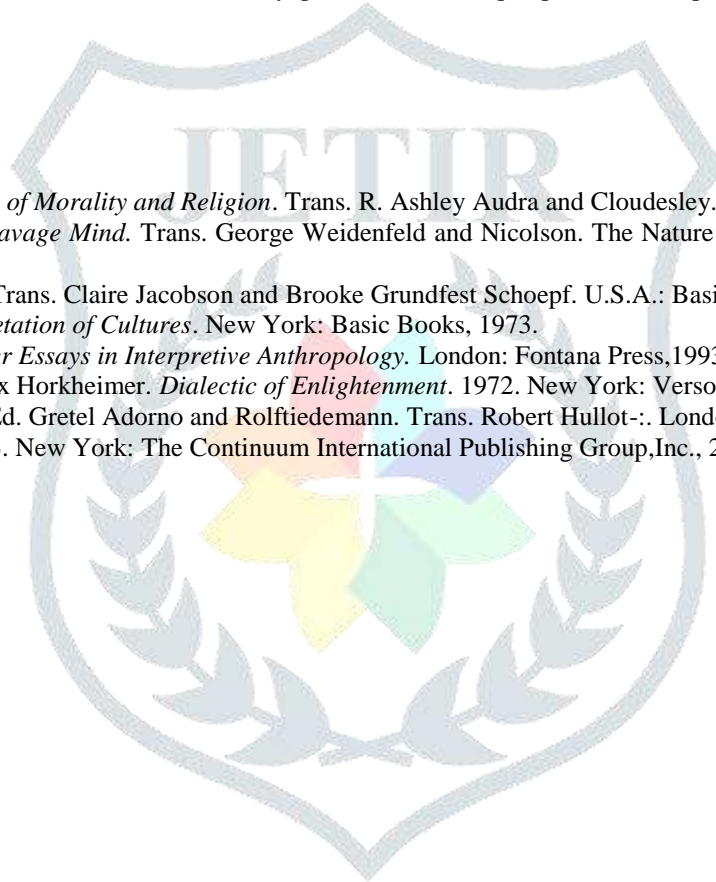 JETIR
of Morality and Religion. Trans. R. Ashley Audra and Cloudesley.
avage Mind. Trans. George Weidenfeld and Nicolson. The Nature
Trans. Claire Jacobson and Brooke Grundfest Schoepf. U.S.A.: Basi
etation of Cultures. New York: Basic Books, 1973.
er Essays in Interpretive Anthropology. London: Fontana Press,1993
x Horkheimer. Dialectic of Enlightenment. 1972. New York: Verso
Ed. Gretel Adorno and Rolftiedemann. Trans. Robert Hullot-:. Londo
. New York: The Continuum International Publishing Group,Inc., 2